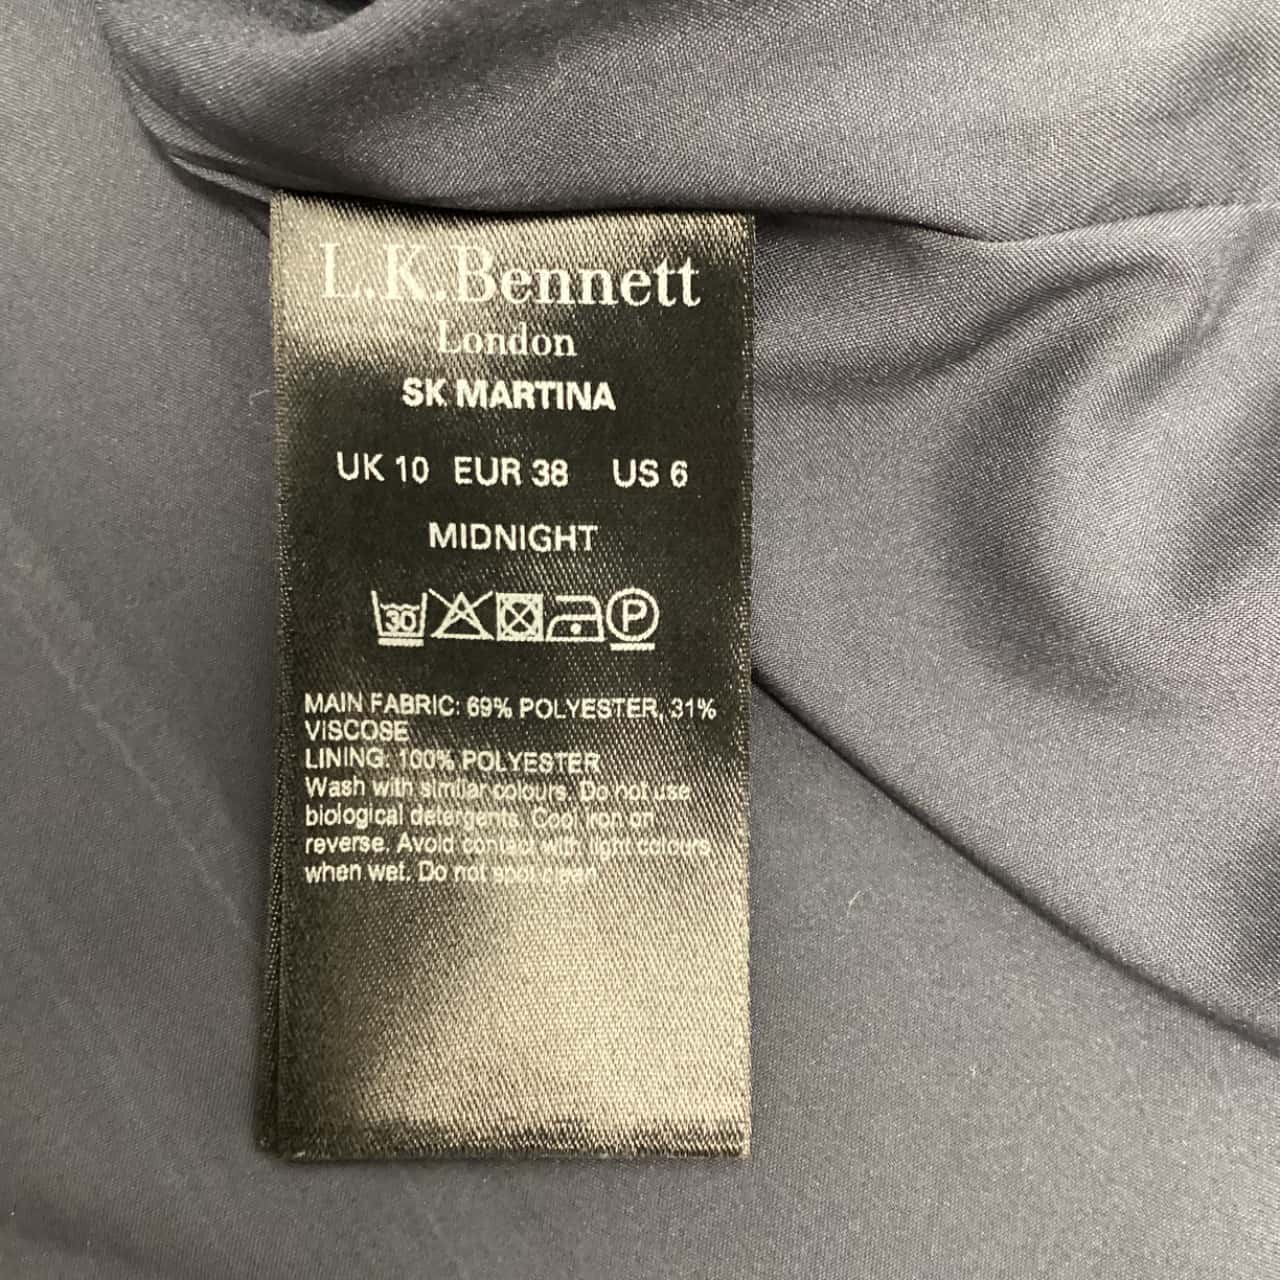 L.K.Bennett
London
SK MARTINA
UK 10 EUR 38 US 6
MIDNIGHT
30 P
MAIN FABRIC: 69% POLYESTER, 31%
VISCOSE
LINING: 100% POLYESTER
Wash with similar colours. Do not use
biological detergents. Cool iron on
reverse. Avoid contact with light colours
when wet. Do not spot clean